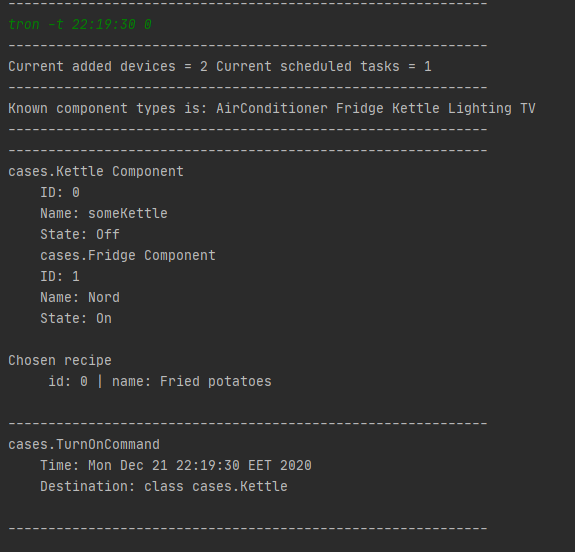 ------------------------------------------------------------
tron -t 22:19:30 0
------------------------------------------------------------
Current added devices = 2 Current scheduled tasks = 1
------------------------------------------------------------
Known component types is: AirConditioner Fridge Kettle Lighting TV
------------------------------------------------------------
------------------------------------------------------------
cases.Kettle Component
    ID: 0
    Name: someKettle
    State: Off
    cases.Fridge Component
    ID: 1
    Name: Nord
    State: On

Chosen recipe
     id: 0 | name: Fried potatoes

------------------------------------------------------------
cases.TurnOnCommand
    Time: Mon Dec 21 22:19:30 EET 2020
    Destination: class cases.Kettle

------------------------------------------------------------